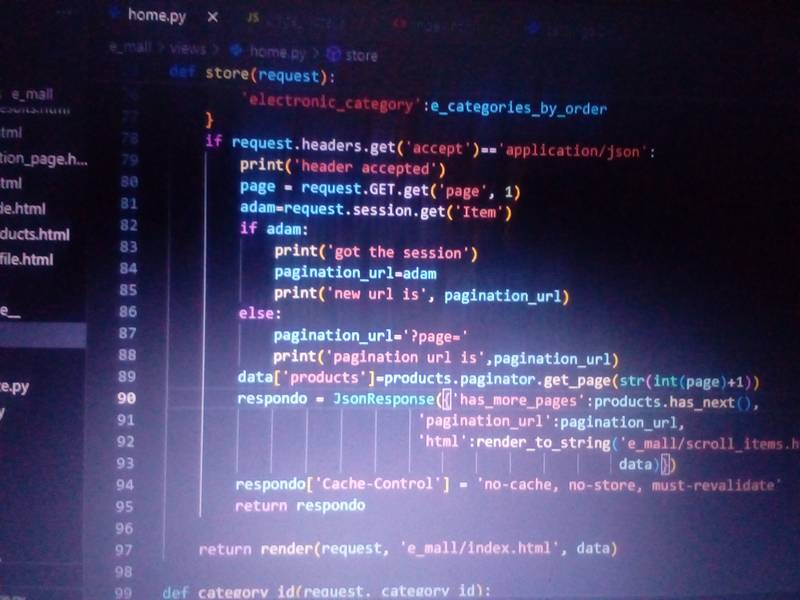 home.py
e_mall > views > home.py > store
e_mall
def store(request):
'electronic_category':e_categories_by_order
77 }
78 if request.headers.get('accept')=='application/json':
79 print('header accepted')
80 page = request.GET.get('page', 1)
81 adam=request.session.get('Item')
82 if adam:
83 print('got the session')
84 pagination_url=adam
85 print('new url is', pagination_url)
86 else:
87 pagination_url='?page='
88 print('pagination url is',pagination_url)
89 data['products']=products.paginator.get_page(str(int(page)+1))
90 respondo = JsonResponse({'has_more_pages':products.has_next(),
91 'pagination_url':pagination_url,
92 'html':render_to_string('e_mall/scroll_items.h
93 data)})
94 respondo['Cache-Control'] = 'no-cache, no-store, must-revalidate'
95 return respondo
96
97 return render(request, 'e_mall/index.html', data)
98
99 def category_id(request, category_id):
tml
tion_page.h...
tml
le.html
ducts.html
file.html
e__
te.py
y